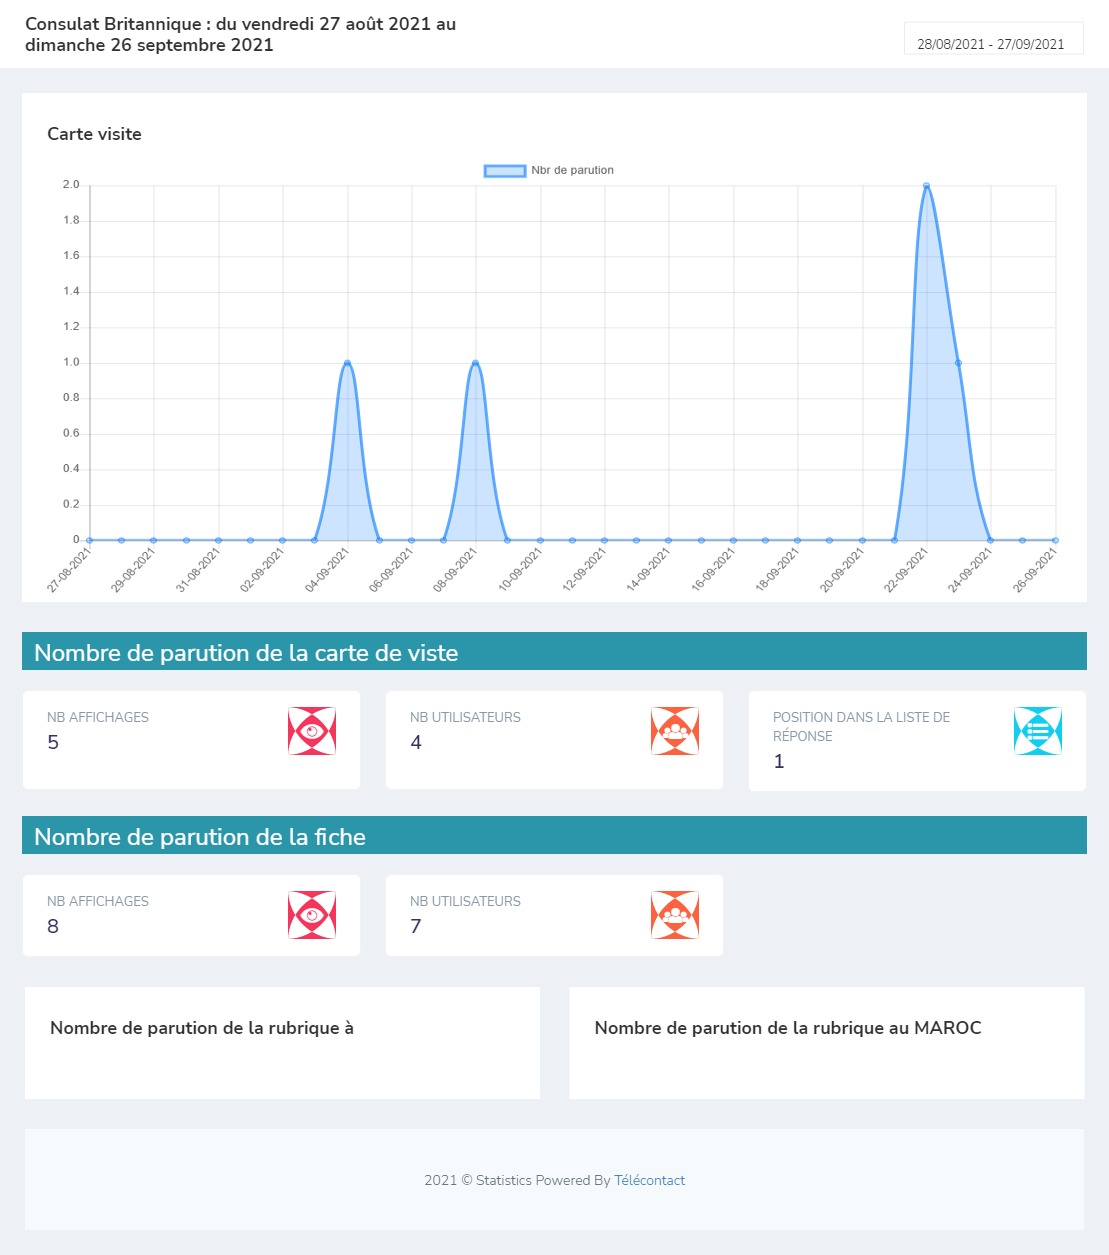 Consulat Britannique : du vendredi 27 août 2021 au
dimanche 26 septembre 2021
28/08/2021 - 27/09/2021
Carte visite
Nbr de parution
2.0
1.8
1.6
1.4
1.2
1.0
0.8
0.6
0.4
0.2
0
27-08-2021
29-08-2021
31-08-2021
02-09-2021
04-09-2021
06-09-2021
08-09-2021
10-09-2021
12-09-2021
14-09-2021
16-09-2021
18-09-2021
20-09-2021
22-09-2021
24-09-2021
26-09-2021
Nombre de parution de la carte de viste
NB AFFICHAGES
5
NB UTILISATEURS
4
POSITION DANS LA LISTE DE
RÉPONSE
1
Nombre de parution de la fiche
NB AFFICHAGES
8
NB UTILISATEURS
7
Nombre de parution de la rubrique à
Nombre de parution de la rubrique au MAROC
2021 © Statistics Powered By Télécontact